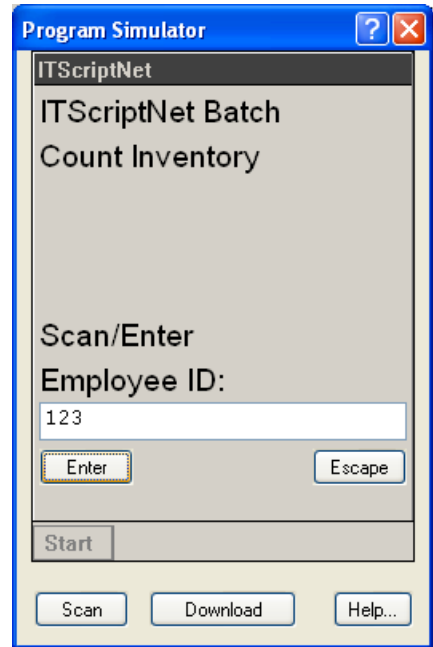 Program Simulator
ITScriptNet
ITScriptNet Batch
Count Inventory
Scan/Enter
Employee ID:
123
Enter Escape
Start
Scan Download Help...